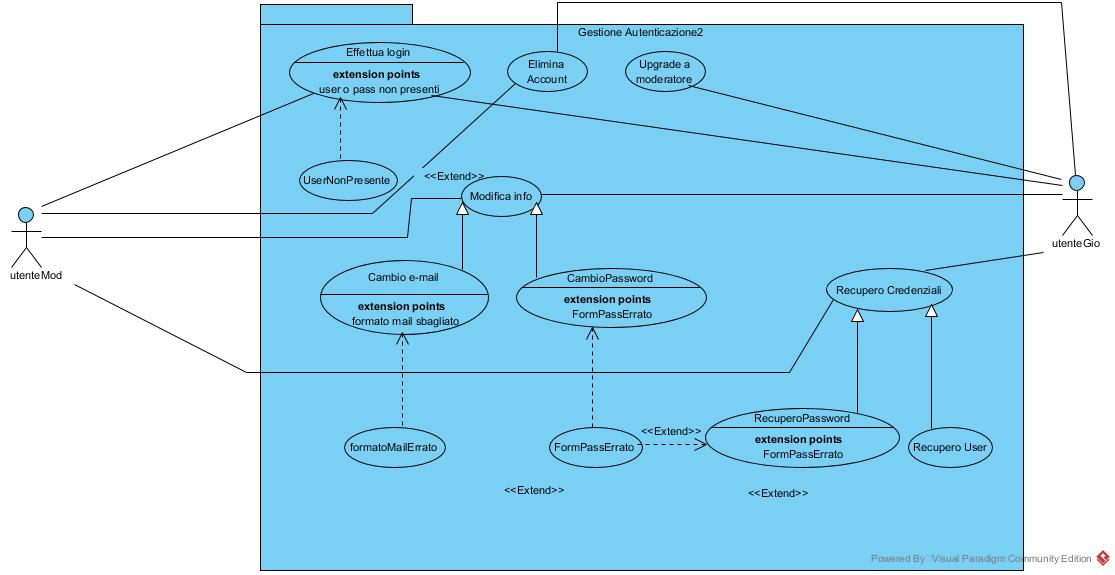 Gestione Autenticazione2
Effettua login
extension points
user o pass non presenti
Elimina
Account
Upgrade a
moderatore
UserNonPresente
<<Extend>>
Modifica info
utenteMod
utenteGio
Cambio e-mail
extension points
formato mail sbagliato
CambioPassword
extension points
FormPassErrato
Recupero Credenziali
formatoMailErrato
FormPassErrato
<<Extend>>
RecuperoPassword
extension points
FormPassErrato
Recupero User
<<Extend>>
<<Extend>>
Powered By Visual Paradigm Community Edition